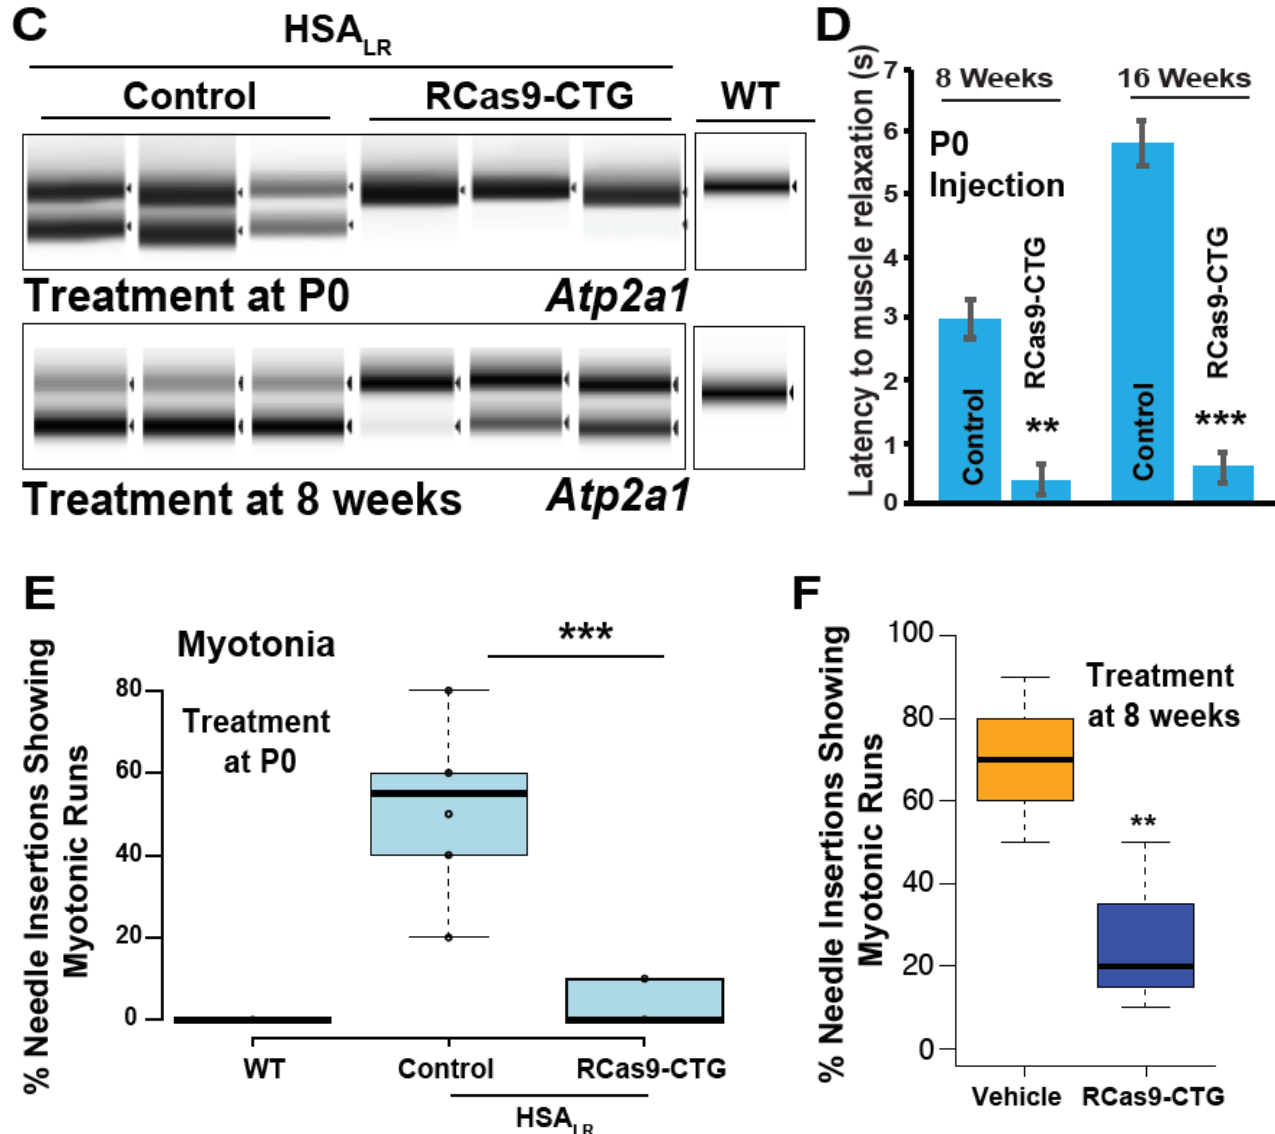 C
HSALR
Control RCas9-CTG WT
Treatment at P0 Atp2a1
Treatment at 8 weeks Atp2a1
D
Latency to muscle relaxation (s)
7
6
5
4
3
2
1
0
8 Weeks 16 Weeks
P0
Injection
Control
RCas9-CTG
**
Control
RCas9-CTG
***
E
% Needle Insertions Showing
Myotonic Runs
Myotonia
***
Treatment
at P0
80
60
40
20
0
WT Control RCas9-CTG
HSALR
F
% Needle Insertions Showing
Myotonic Runs
100
80
60
40
20
0
Treatment
at 8 weeks
**
Vehicle RCas9-CTG